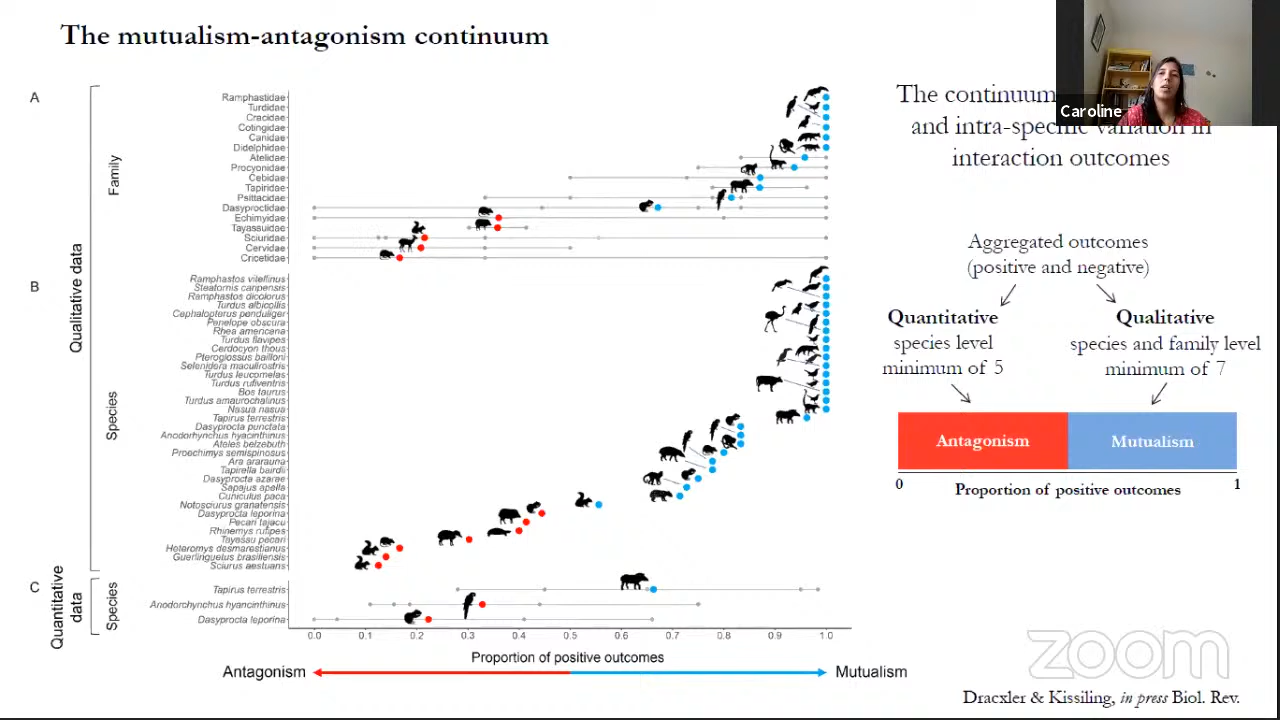 The mutualism-antagonism continuum
Caroline
The continuum
and intra-specific variation in
interaction outcomes
Aggregated outcomes
(positive and negative)
Quantitative
species level
minimum of 5
Qualitative
species and family level
minimum of 7
Antagonism
Mutualism
0
1
Proportion of positive outcomes
A
Qualitative data
Family
Ramphastidae
Turdidae
Cracidae
Cotingidae
Canidae
Didelphidae
Atelidae
Procyonidae
Cebidae
Tapiridae
Psittacidae
Dasyproctidae
Echimyidae
Tayassuidae
Sciuridae
Cervidae
Cricetidae
B
Species
Ramphastos vitellinus
Steatornis caripensis
Ramphastos dicolorus
Turdus albicollis
Cephalopterus penduliger
Penelope obscura
Rhea americana
Turdus flavipes
Cerdocyon thous
Pteroglossus bailloni
Selenidera maculirostris
Turdus leucomelas
Turdus rufiventris
Bos taurus
Turdus amaurochalinus
Nasua nasua
Tapirus terrestris
Dasyprocta punctata
Anodorhynchus hyacinthinus
Ateles belzebuth
Proechimys semispinosus
Ara ararauna
Tapirella bairdii
Dasyprocta azarae
Sapajus apella
Cuniculus paca
Notosciurus granatensis
Dasyprocta leporina
Pecari tajacu
Rhinemys rufipes
Tayassu pecari
Heteromys desmarestianus
Guerlinguetus brasiliensis
Sciurus aestuans
C
Quantitative data
Species
Tapirus terrestris
Anodorhynchus hyancinthinus
Dasyprocta leporina
0.0 0.1 0.2 0.3 0.4 0.5 0.6 0.7 0.8 0.9 1.0
Proportion of positive outcomes
Antagonism
Mutualism
zoom
Dracxler & Kissiling, in press Biol. Rev.